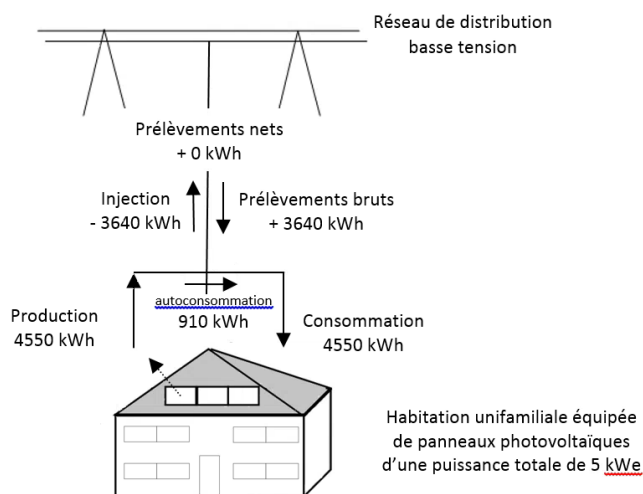 Réseau de distribution
basse tension
Prélèvements nets
+ 0 kWh
Injection
- 3640 kWh
Prélèvements bruts
+ 3640 kWh
autoconsommation
910 kWh
Production
4550 kWh
Consommation
4550 kWh
Habitation unifamiliale équipée
de panneaux photovoltaïques
d’une puissance totale de 5 kWe